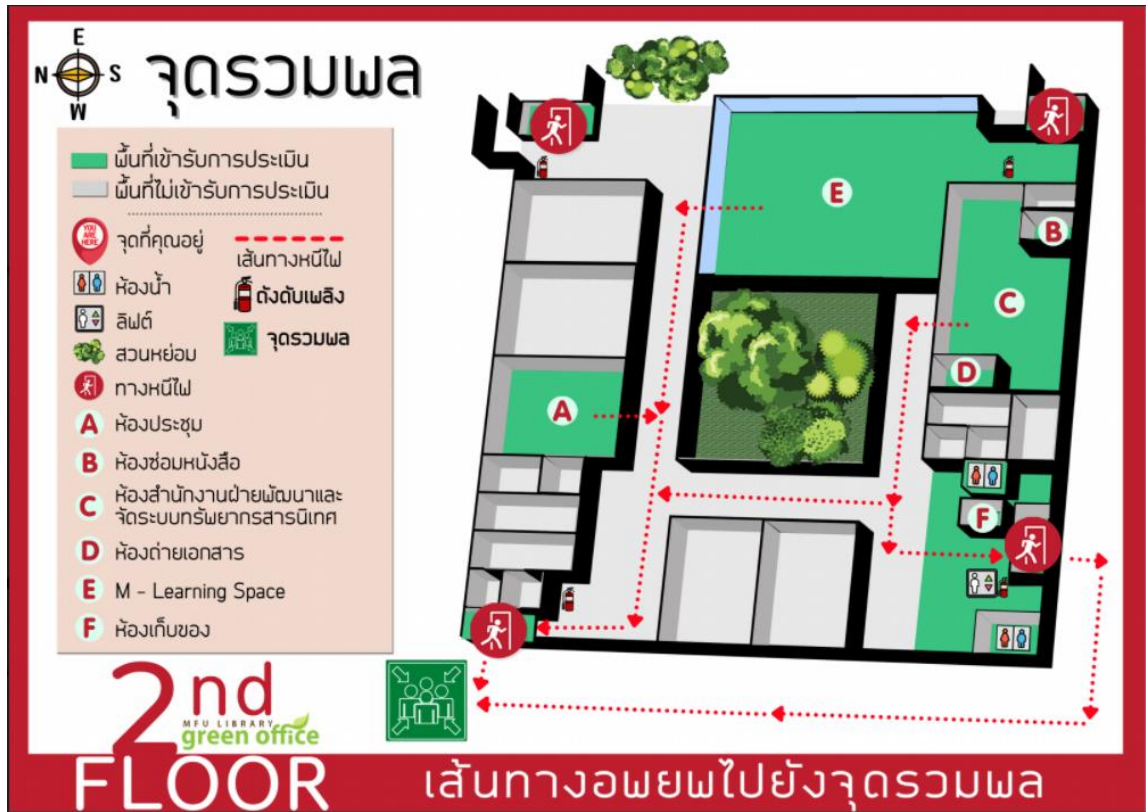 E
N S
W
จุดรวมพล
พื้นที่เข้ารับการประเมิน
พื้นที่ไม่เข้ารับการประเมิน
YOU
ARE
HERE
จุดที่คุณอยู่
เส้นทางหนีไฟ
ห้องน้ำ
ถังดับเพลิง
ลิฟต์
จุดรวมพล
สวนหย่อม
ทางหนีไฟ
A ห้องประชุม
B ห้องซ่อมหนังสือ
C ห้องสำนักงานฝ่ายพัฒนาและ
จัดระบบทรัพยากรสารนิเทศ
D ห้องถ่ายเอกสาร
E M - Learning Space
F ห้องเก็บของ
E
B
C
D
A
F
2nd
MFU LIBRARY
green office
FLOOR
เส้นทางอพยพไปยังจุดรวมพล